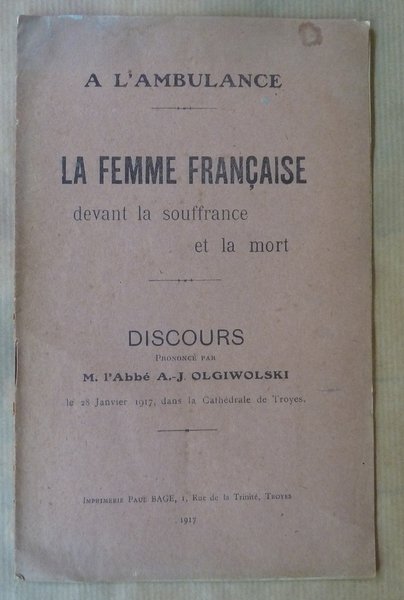 A L'AMBULANCE
LA FEMME FRANÇAISE
devant la souffrance
et la mort
DISCOURS
PRONONCÉ PAR
M. l'Abbé A.-J. OLGIWOLSKI
le 28 Janvier 1917, dans la Cathédrale de Troyes.
IMPRIMERIE PAUL BAGE, 1, RUE DE LA TRINITÉ, TROYES
1917